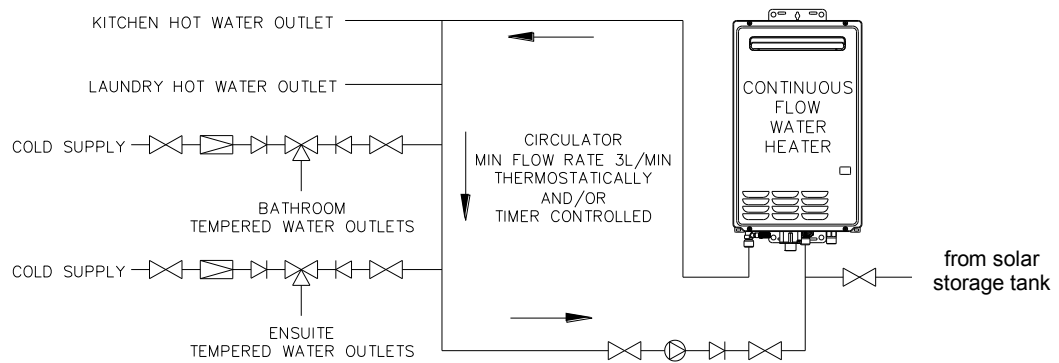 KITCHEN HOT WATER OUTLET
LAUNDRY HOT WATER OUTLET
COLD SUPPLY
BATHROOM
TEMPERED WATER OUTLETS
COLD SUPPLY
ENSUITE
TEMPERED WATER OUTLETS
CIRCULATOR
MIN FLOW RATE 3L/MIN
THERMOSTATICALLY
AND/OR
TIMER CONTROLLED
CONTINUOUS
FLOW
WATER
HEATER
from solar
storage tank